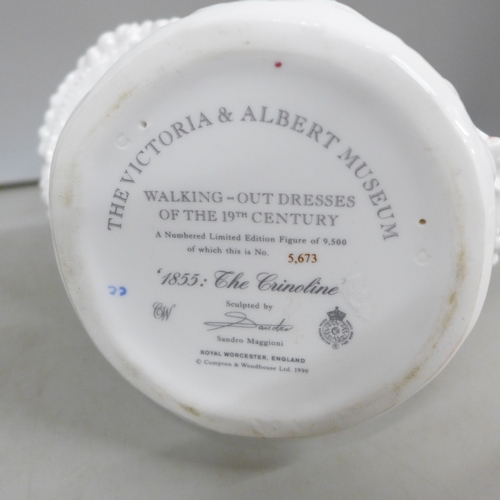 THE VICTORIA & ALBERT MUSEUM
WALKING-OUT DRESSES
OF THE 19TH CENTURY
A Numbered Limited Edition Figure of 9,500
of which this is No. 5,673
'1855: The Crinoline'
Sculpted by
CW
Sandro Maggioni
ROYAL WORCESTER, ENGLAND
© Compton & Woodhouse Ltd. 1990